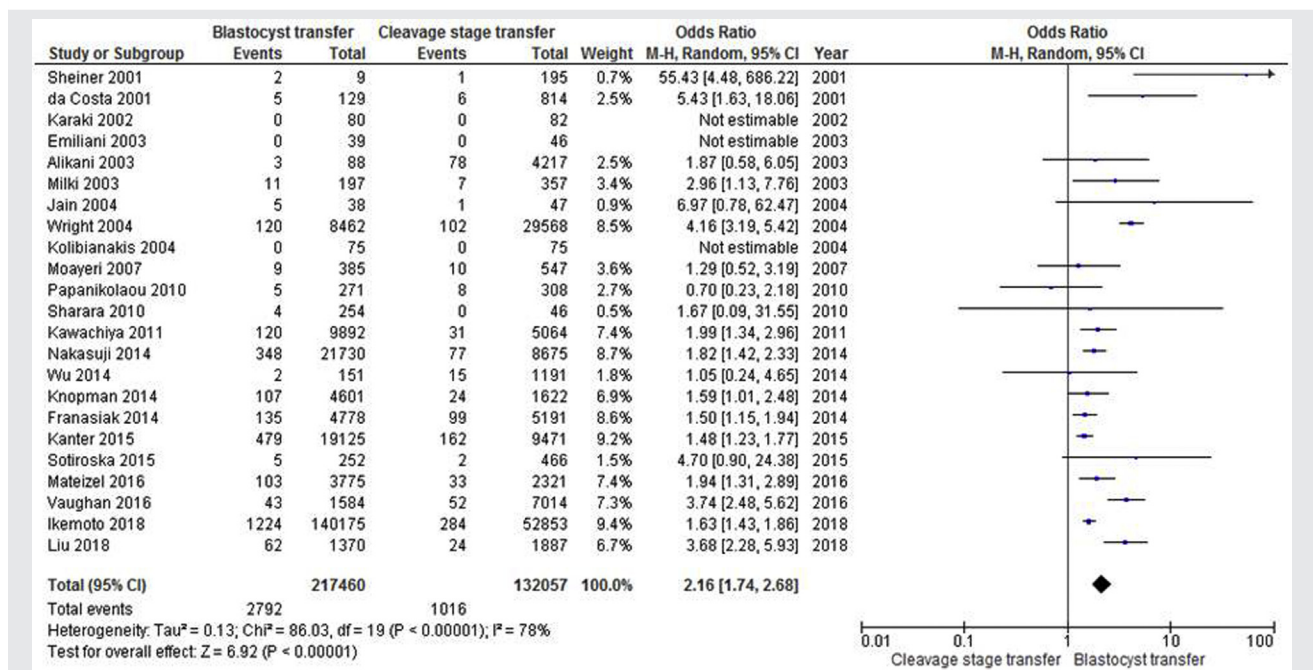 Blastocyst transfer Cleavage stage transfer Odds Ratio Odds Ratio
Study or Subgroup Events Total Events Total Weight M-H, Random, 95% CI Year M-H, Random, 95% CI
Sheiner 2001 2 9 1 195 0.7% 55.43 [4.48, 686.22] 2001
da Costa 2001 5 129 6 814 2.5% 5.43 [1.63, 18.06] 2001
Karaki 2002 0 80 0 82 Not estimable 2002
Emiliani 2003 0 39 0 46 Not estimable 2003
Alikani 2003 3 88 78 4217 2.5% 1.87 [0.58, 6.05] 2003
Milki 2003 11 197 7 357 3.4% 2.96 [1.13, 7.76] 2003
Jain 2004 5 38 1 47 0.9% 6.97 [0.78, 62.47] 2004
Wright 2004 120 8462 102 29568 8.5% 4.16 [3.19, 5.42] 2004
Kolibianakis 2004 0 75 0 75 Not estimable 2004
Moayeri 2007 9 385 10 547 3.6% 1.29 [0.52, 3.19] 2007
Papanikolaou 2010 5 271 8 308 2.7% 0.70 [0.23, 2.18] 2010
Sharara 2010 4 254 0 46 0.5% 1.67 [0.09, 31.55] 2010
Kawachiya 2011 120 9892 31 5064 7.4% 1.99 [1.34, 2.96] 2011
Nakasuji 2014 348 21730 77 8675 8.7% 1.82 [1.42, 2.33] 2014
Wu 2014 2 151 15 1191 1.8% 1.05 [0.24, 4.65] 2014
Knopman 2014 107 4601 24 1622 6.9% 1.59 [1.01, 2.48] 2014
Franasiak 2014 135 4778 99 5191 8.6% 1.50 [1.15, 1.94] 2014
Kanter 2015 479 19125 162 9471 9.2% 1.48 [1.23, 1.77] 2015
Sotiroska 2015 5 252 2 466 1.5% 4.70 [0.90, 24.38] 2015
Mateizel 2016 103 3775 33 2321 7.4% 1.94 [1.31, 2.89] 2016
Vaughan 2016 43 1584 52 7014 7.3% 3.74 [2.48, 5.62] 2016
Ikemoto 2018 1224 140175 284 52853 9.4% 1.63 [1.43, 1.86] 2018
Liu 2018 62 1370 24 1887 6.7% 3.68 [2.28, 5.93] 2018
Total (95% CI) 217460 132057 100.0% 2.16 [1.74, 2.68]
Total events 2792 1016
Heterogeneity: Tau² = 0.13; Chi² = 86.03, df = 19 (P < 0.00001); I² = 78%
Test for overall effect: Z = 6.92 (P < 0.00001)
0.01 0.1 1 10 100
Cleavage stage transfer Blastocyst transfer